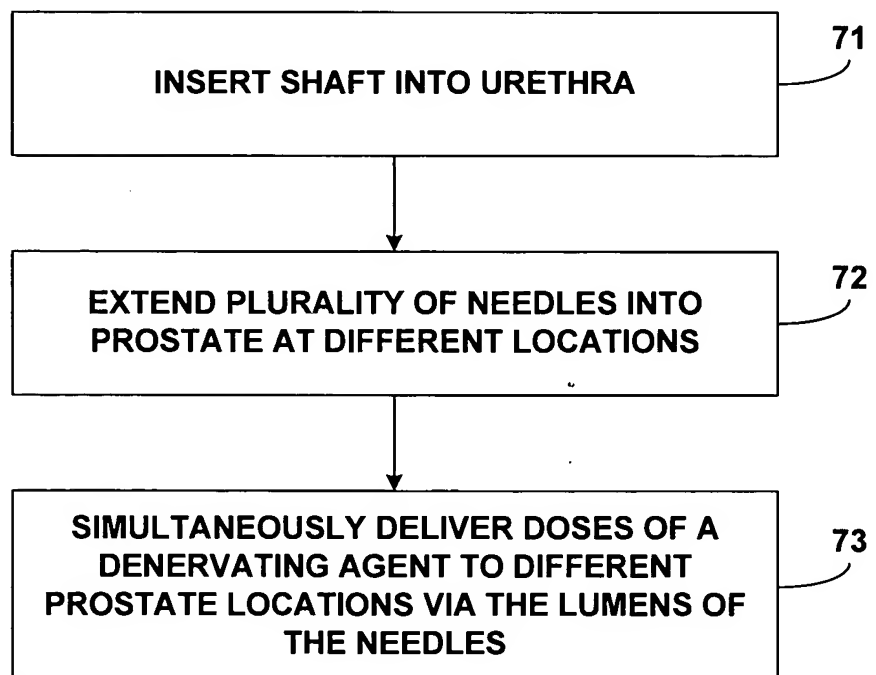 71
INSERT SHAFT INTO URETHRA
72
EXTEND PLURALITY OF NEEDLES INTO
PROSTATE AT DIFFERENT LOCATIONS
73
SIMULTANEOUSLY DELIVER DOSES OF A
DENERVATING AGENT TO DIFFERENT
PROSTATE LOCATIONS VIA THE LUMENS OF
THE NEEDLES